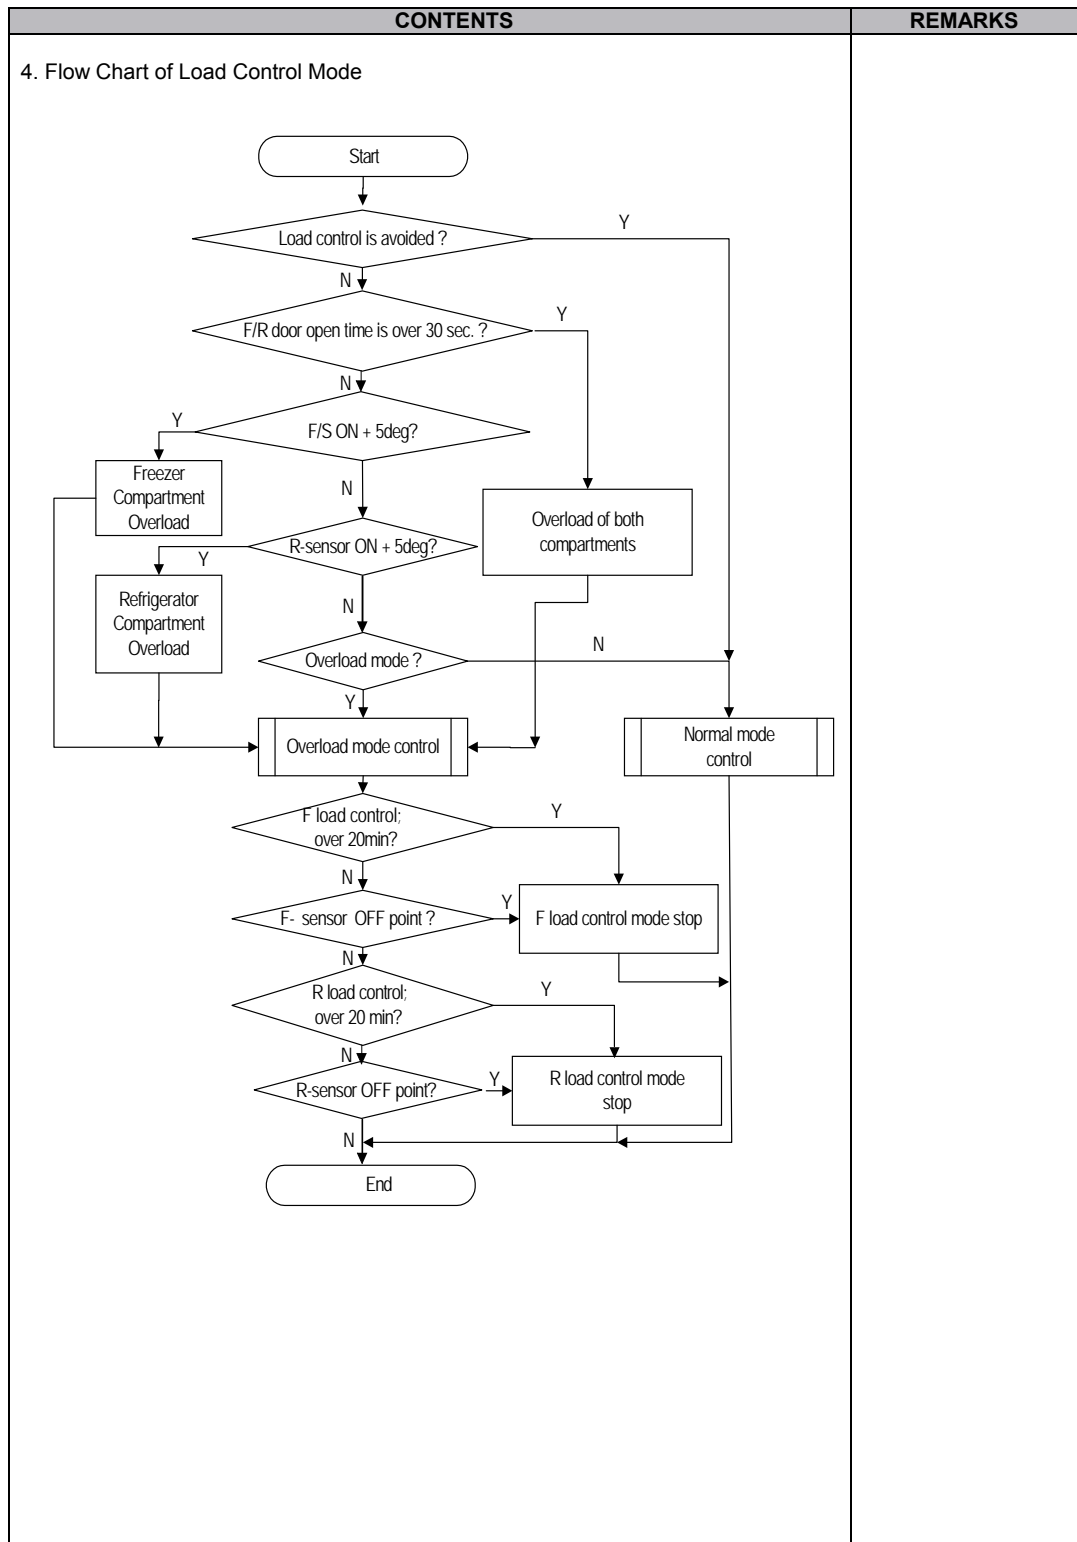 CONTENTS
REMARKS
4. Flow Chart of Load Control Mode
Start
Load control is avoided ?
Y
N
F/R door open time is over 30 sec. ?
Y
N
F/S ON + 5deg?
Y
Freezer
Compartment
Overload
N
Overload of both
compartments
R-sensor ON + 5deg?
Y
Refrigerator
Compartment
Overload
N
Overload mode ?
N
Y
Overload mode control
Normal mode
control
F load control;
over 20min?
Y
N
F- sensor OFF point ?
Y
F load control mode stop
N
R load control;
over 20 min?
Y
N
R-sensor OFF point?
Y
R load control mode
stop
N
End